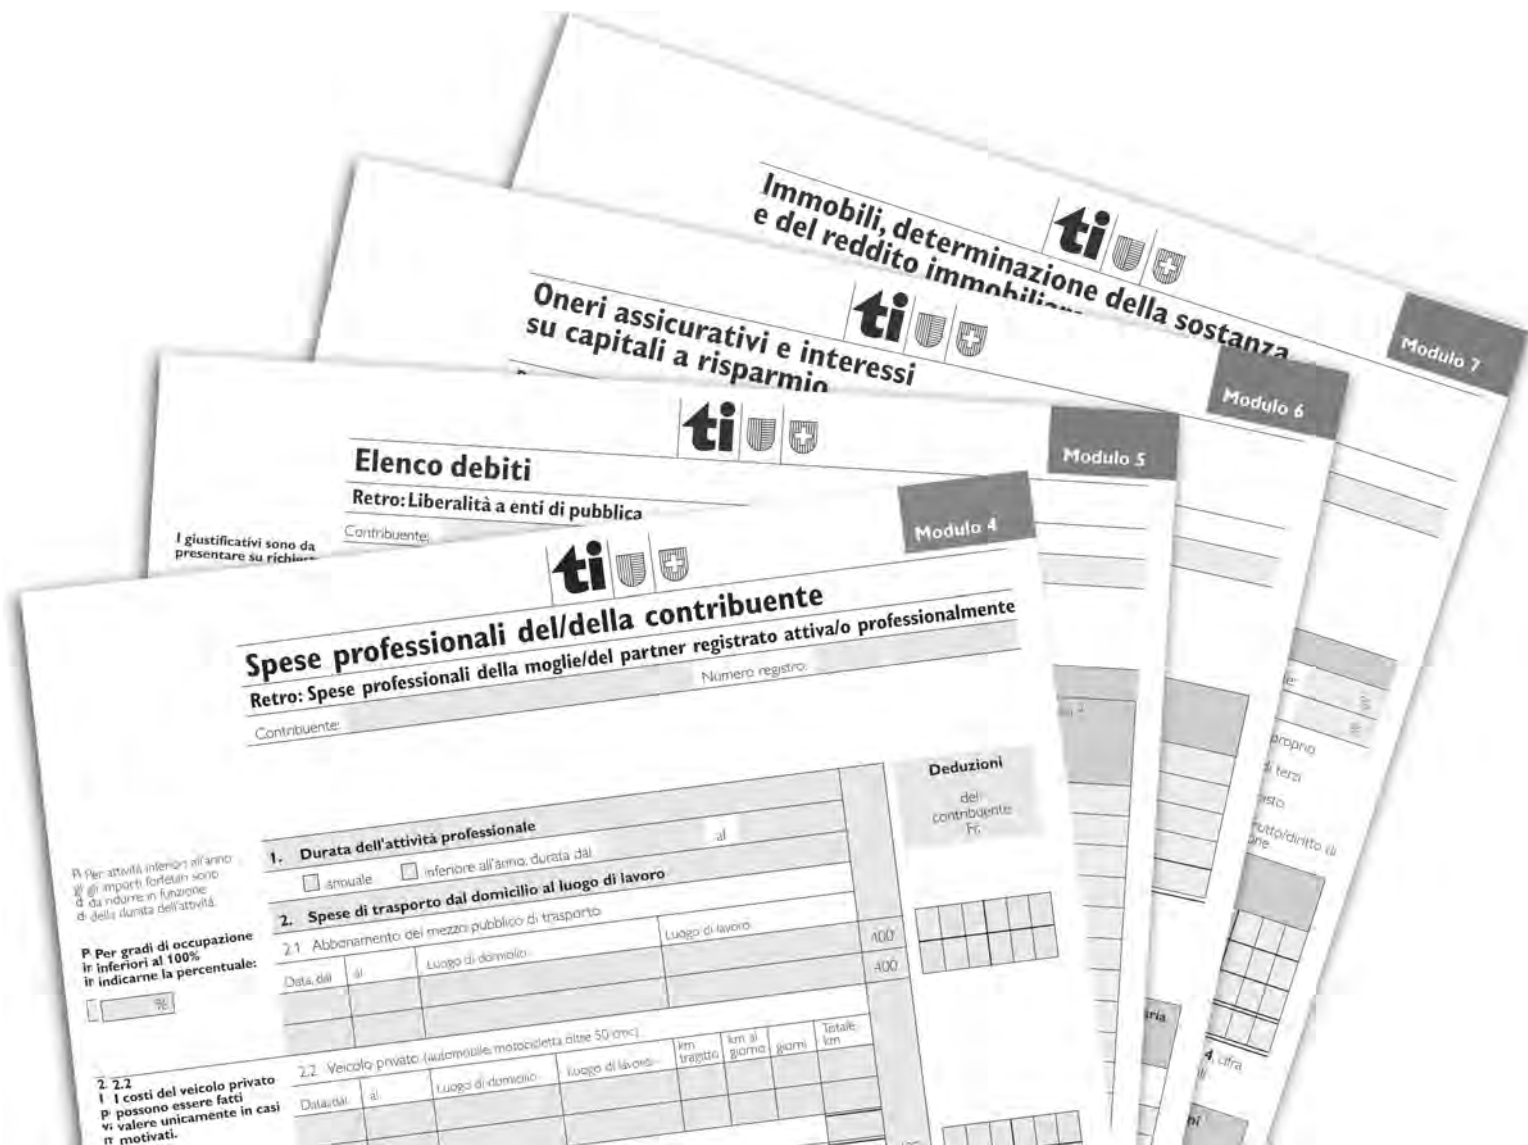 Immobili, determinazione della sostanza
e del reddito immobiliare
ti
Modulo 7
Oneri assicurativi e interessi
su capitali a risparmio
ti
Modulo 6
Elenco debiti
Retro: Liberalità a enti di pubblica
Contribuente:
ti
Modulo 5
I giustificativi sono da
presentare su
ti
Modulo 4
Spese professionali del/della contribuente
Retro: Spese professionali della moglie/del partner registrato attiva/o professionalmente
Contribuente:
Numero registro:
Deduzioni
del
contribuente
Fr.
1. Durata dell'attività professionale
annuale inferiore all'anno, durata dal al
2. Spese di trasporto dal domicilio al luogo di lavoro
2.1 Abbonamento del mezzo pubblico di trasporto
Data, dal al Luogo di domicilio Luogo di lavoro
400
400
2.2 Veicolo privato (automobile, motocicletta oltre 50 cmc)
Data, dal al Luogo di domicilio Luogo di lavoro km tragitto km al giorno giorni Totale km
Per attività inferiori all'anno
gli importi forfetari sono
da ridurre in funzione
della durata dell'attività.
Per gradi di occupazione
inferiori al 100%
indicarne la percentuale:
%
2.2
I costi del veicolo privato
possono essere fatti
valere unicamente in casi
motivati.
proprio
di terzi
4, cifra